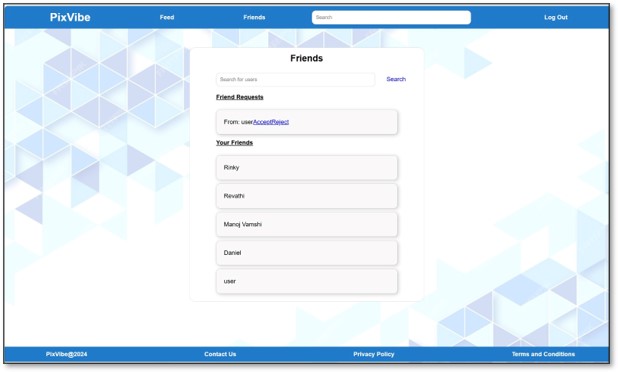 PixVibe Feed Friends Search Log Out
Friends
Search for users Search
Friend Requests
From: userAcceptReject
Your Friends
Rinky
Revathi
Manoj Vamshi
Daniel
user
PixVibe@2024 Contact Us Privacy Policy Terms and Conditions